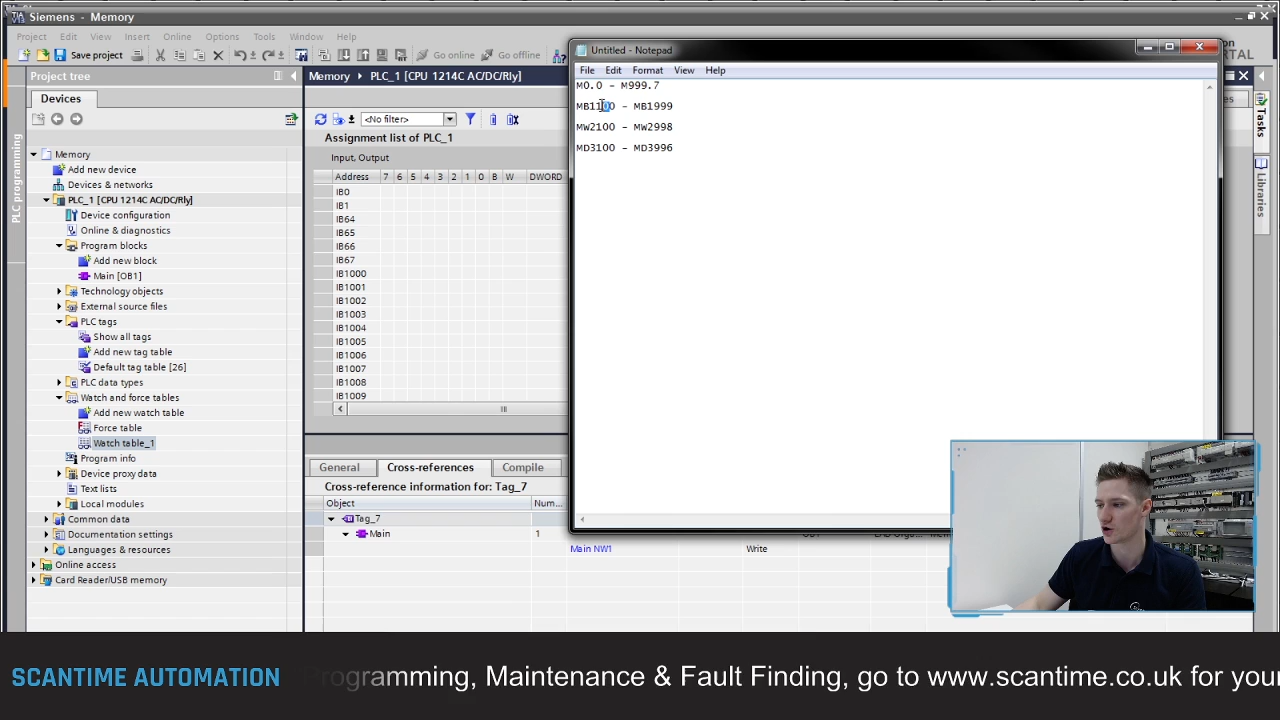 Siemens - Memory
Project Edit View Insert Online Options Tools Window Help
Save project Go online Go offline
PORTAL
Project tree
Memory PLC_1 [CPU 1214C AC/DC/Rly]
Devices
PLC programming
Memory
Add new device
Devices & networks
PLC_1 [CPU 1214C AC/DC/Rly]
Device configuration
Online & diagnostics
Program blocks
Add new block
Main [OB1]
Technology objects
External source files
PLC tags
Show all tags
Add new tag table
Default tag table [26]
PLC data types
Watch and force tables
Add new watch table
Force table
Watch table_1
Program info
Device proxy data
Text lists
Local modules
Common data
Documentation settings
Languages & resources
Online access
Card Reader/USB memory
<No filter>
Assignment list of PLC_1
Input, Output
Address 7 6 5 4 3 2 1 0 B W DWORD
IB0
IB1
IB64
IB65
IB66
IB67
IB1000
IB1001
IB1002
IB1003
IB1004
IB1005
IB1006
IB1007
IB1008
IB1009
General Cross-references Compile
Cross-reference information for: Tag_7
Object Num...
Tag_7
Main 1
Main NW1 Write
Untitled - Notepad
File Edit Format View Help
M0.0 - M999.7
MB1100 - MB1999
MW2100 - MW2998
MD3100 - MD3996
Tasks
Libraries
SCANTIME AUTOMATION
Programming, Maintenance & Fault Finding, go to www.scantime.co.uk for your